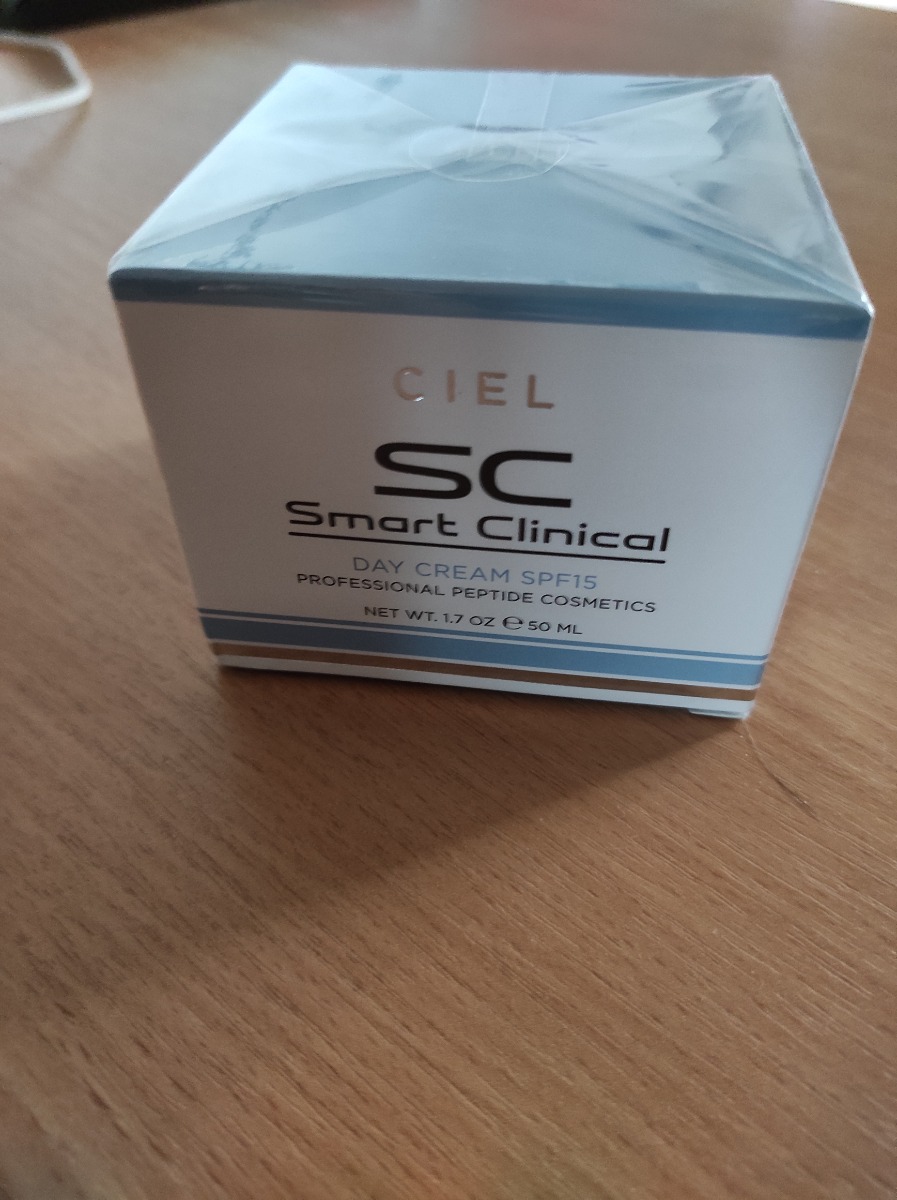 CIEL
SC
Smart Clinical
DAY CREAM SPF15
PROFESSIONAL PEPTIDE COSMETICS
NET WT. 1.7 OZ ℮ 50 ML